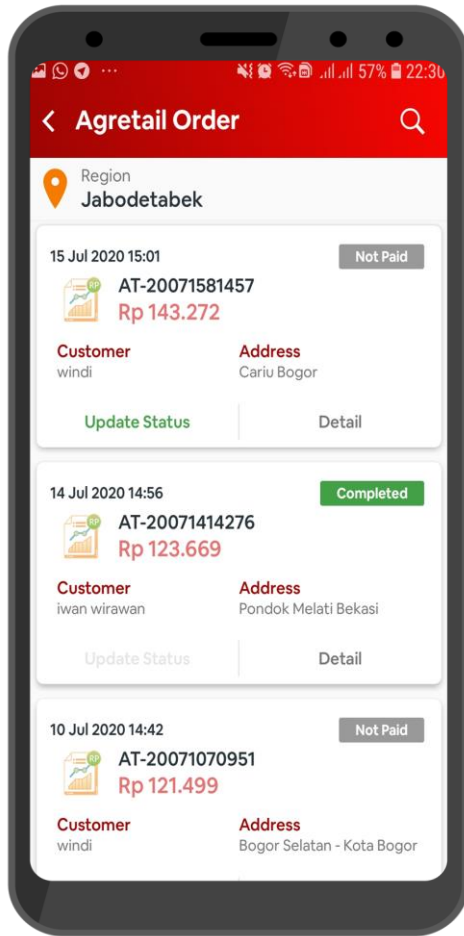 57% 22:30
Agretail Order
Region
Jabodetabek
15 Jul 2020 15:01 Not Paid
RP AT-20071581457
Rp 143.272
Customer Address
windi Cariu Bogor
Update Status Detail
14 Jul 2020 14:56 Completed
RP AT-20071414276
Rp 123.669
Customer Address
iwan wirawan Pondok Melati Bekasi
Update Status Detail
10 Jul 2020 14:42 Not Paid
RP AT-20071070951
Rp 121.499
Customer Address
windi Bogor Selatan - Kota Bogor